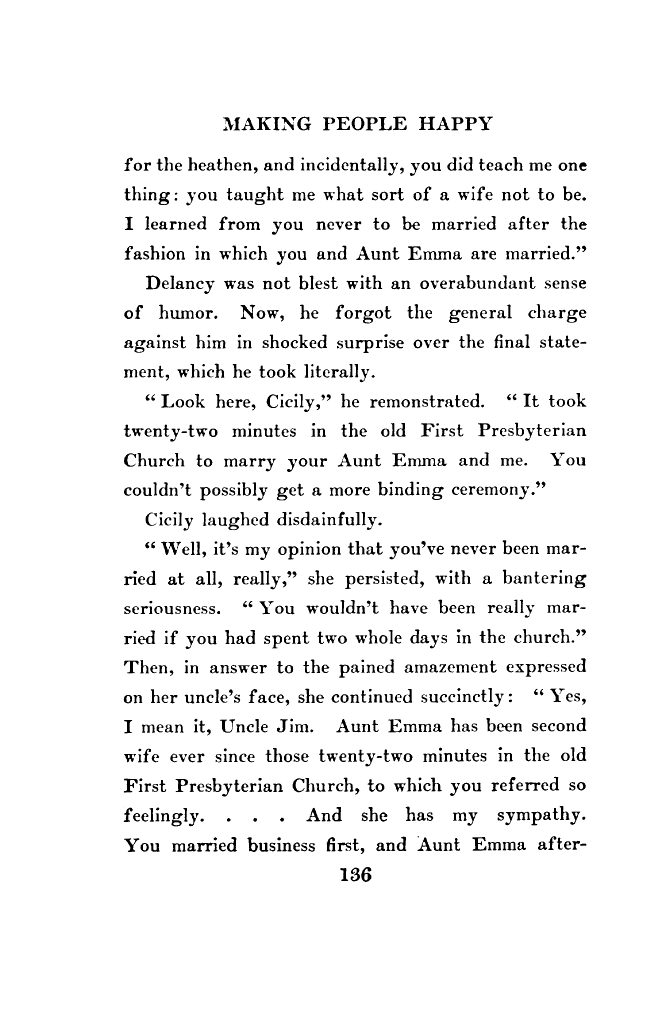 MAKING PEOPLE HAPPY
for the heathen, and incidentally, you did teach me one
thing: you taught me what sort of a wife not to be.
I learned from you never to be married after the
fashion in which you and Aunt Emma are married.”
Delancy was not blest with an overabundant sense
of humor. Now, he forgot the general charge
against him in shocked surprise over the final state-
ment, which he took literally.
“ Look here, Cicily,” he remonstrated. “ It took
twenty-two minutes in the old First Presbyterian
Church to marry your Aunt Emma and me. You
couldn’t possibly get a more binding ceremony.”
Cicily laughed disdainfully.
“ Well, it’s my opinion that you’ve never been mar-
ried at all, really,” she persisted, with a bantering
seriousness. “ You wouldn’t have been really mar-
ried if you had spent two whole days in the church.”
Then, in answer to the pained amazement expressed
on her uncle’s face, she continued succinctly: “ Yes,
I mean it, Uncle Jim. Aunt Emma has been second
wife ever since those twenty-two minutes in the old
First Presbyterian Church, to which you referred so
feelingly. . . . And she has my sympathy.
You married business first, and Aunt Emma after-
136